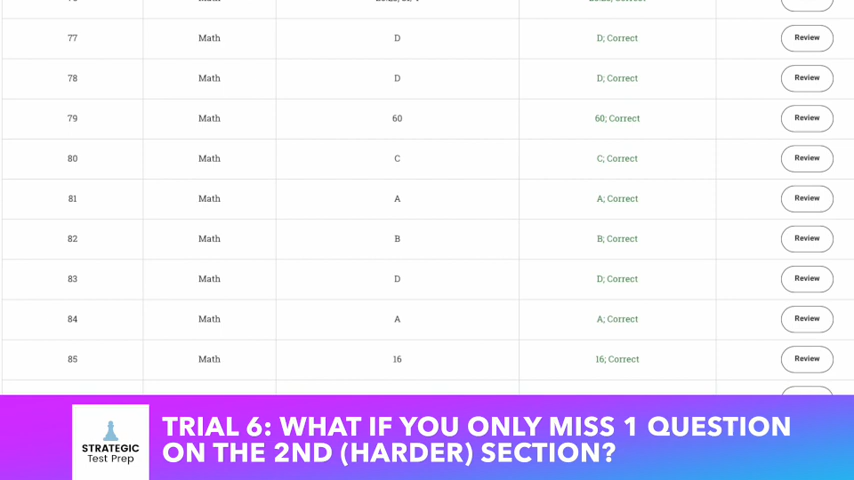 Math
77 Math D D; Correct Review
78 Math D D; Correct Review
79 Math 60 60; Correct Review
80 Math C C; Correct Review
81 Math A A; Correct Review
82 Math B B; Correct Review
83 Math D D; Correct Review
84 Math A A; Correct Review
85 Math 16 16; Correct Review
STRATEGIC
Test Prep
TRIAL 6: WHAT IF YOU ONLY MISS 1 QUESTION
ON THE 2ND (HARDER) SECTION?